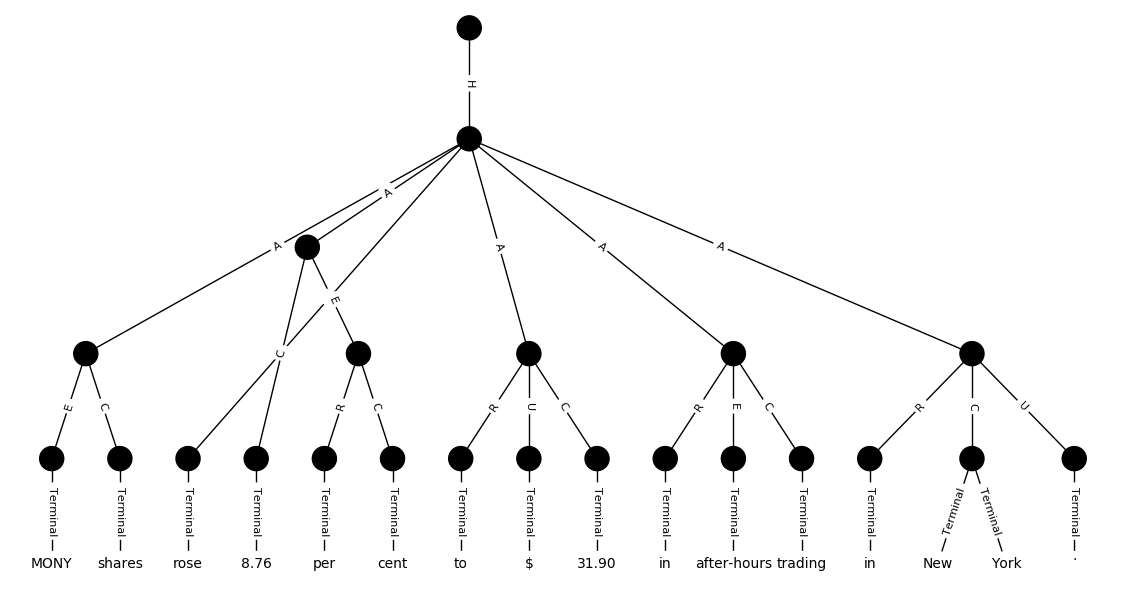 H
A
A
A
A
A
E
C
E
C
R
C
R
U
C
R
E
C
R
C
U
Terminal Terminal Terminal Terminal Terminal Terminal Terminal Terminal Terminal Terminal Terminal Terminal Terminal Terminal Terminal Terminal
MONY shares rose 8.76 per cent to $ 31.90 in after-hours trading in New York .